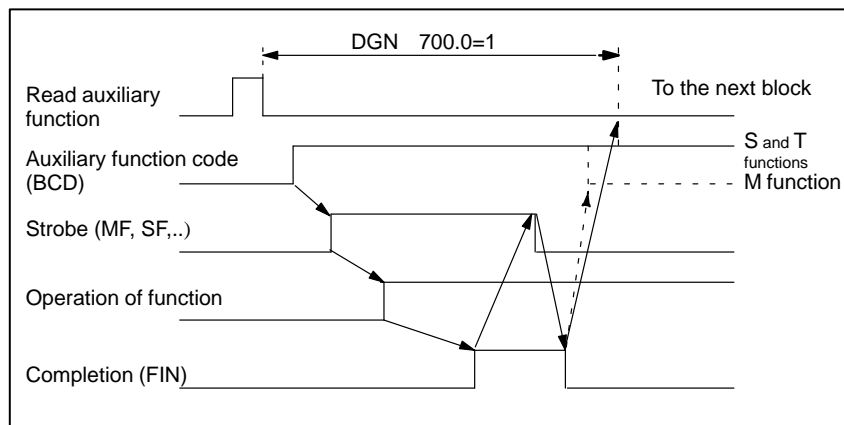 DGN 700.0=1
Read auxiliary
function
To the next block
Auxiliary function code
(BCD)
S and T
functions
M function
Strobe (MF, SF,..)
Operation of function
Completion (FIN)